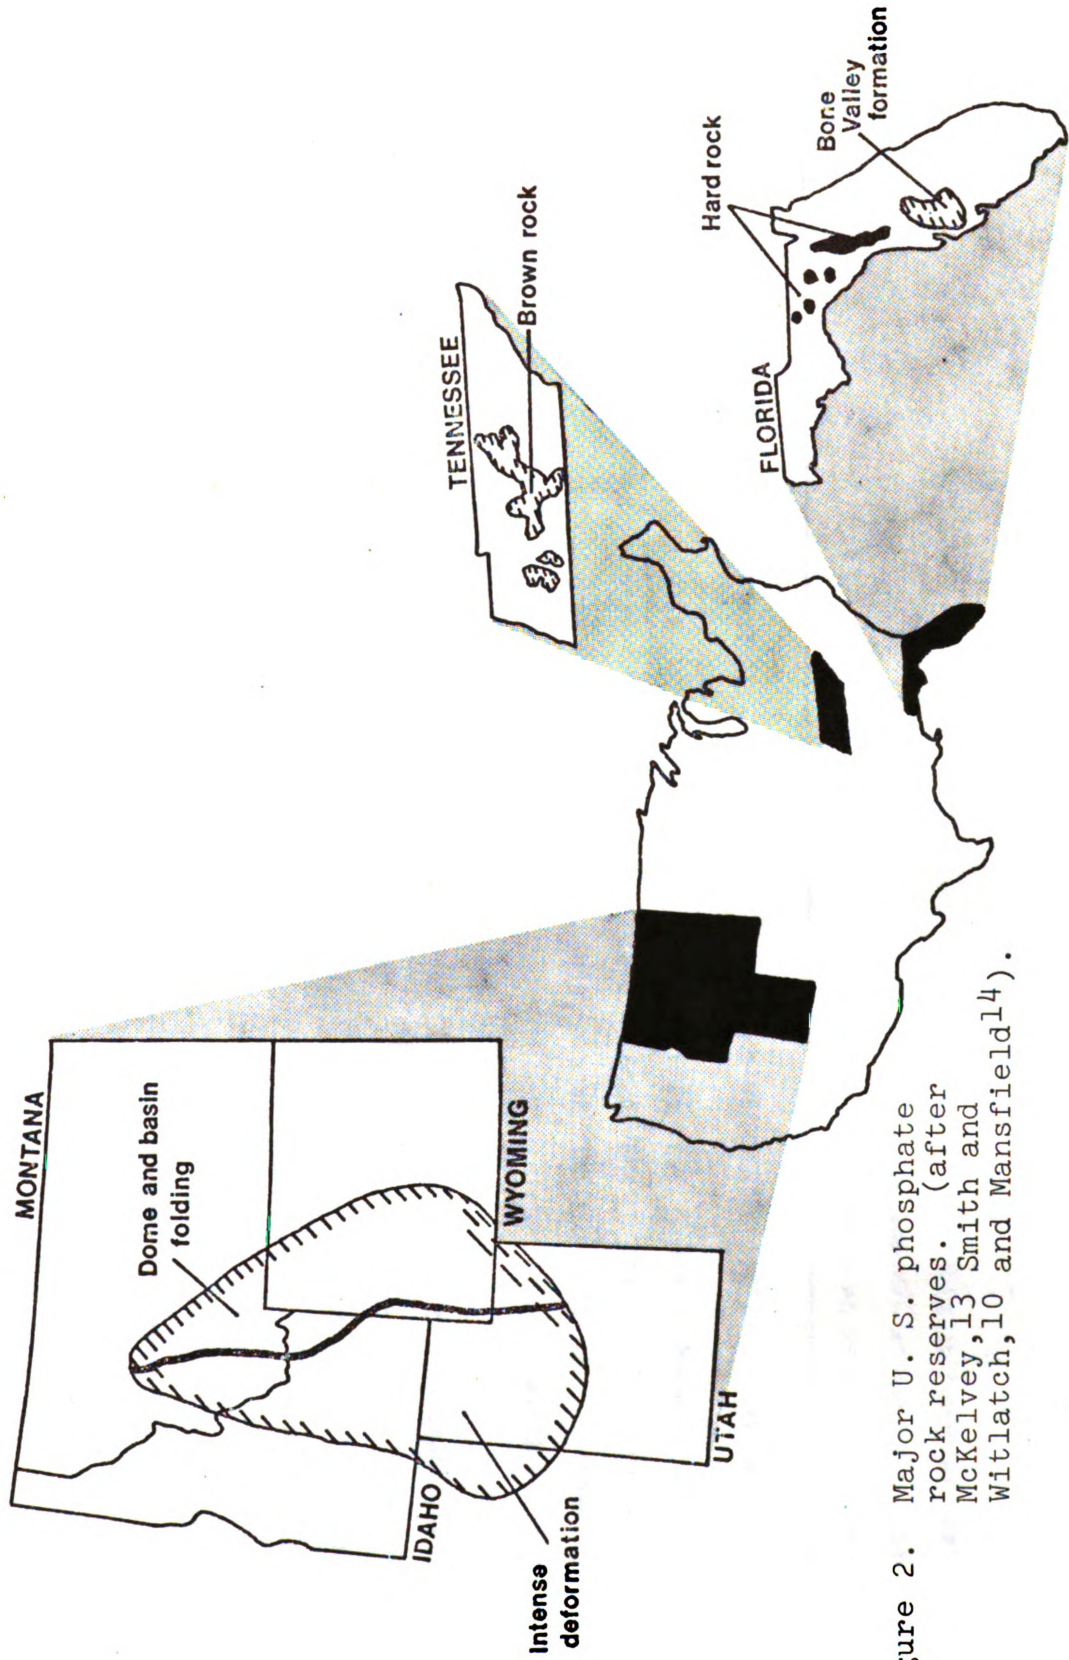 MONTANA
Dome and basin
folding
WYOMING
IDAHO
UTAH
Intense
deformation
TENNESSEE
Brown rock
FLORIDA
Hard rock
Bone
Valley
formation
gure 2. Major U. S. phosphate
rock reserves. (after
McKelvey,13 Smith and
Witlatch,10 and Mansfield14).